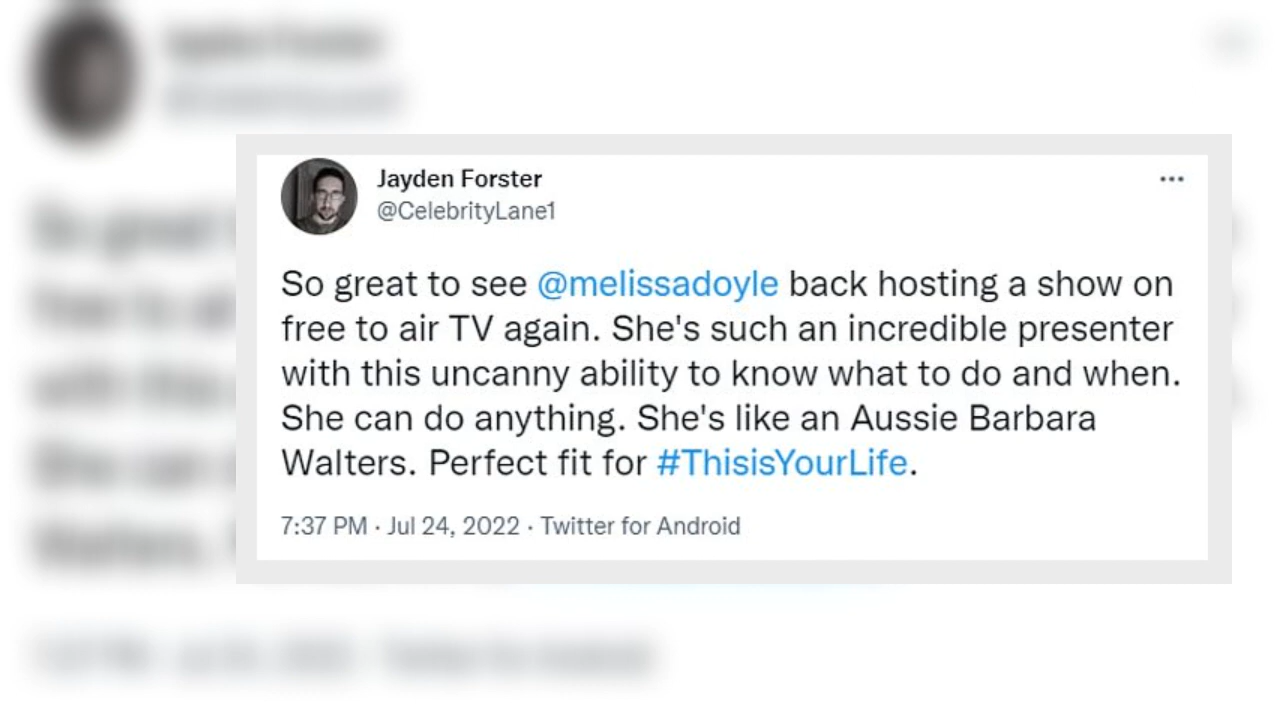 Jayden Forster
@CelebrityLane1
So great to see @melissadoyle back hosting a show on
free to air TV again. She's such an incredible presenter
with this uncanny ability to know what to do and when.
She can do anything. She's like an Aussie Barbara
Walters. Perfect fit for #ThisisYourLife.
7:37 PM · Jul 24, 2022 · Twitter for Android